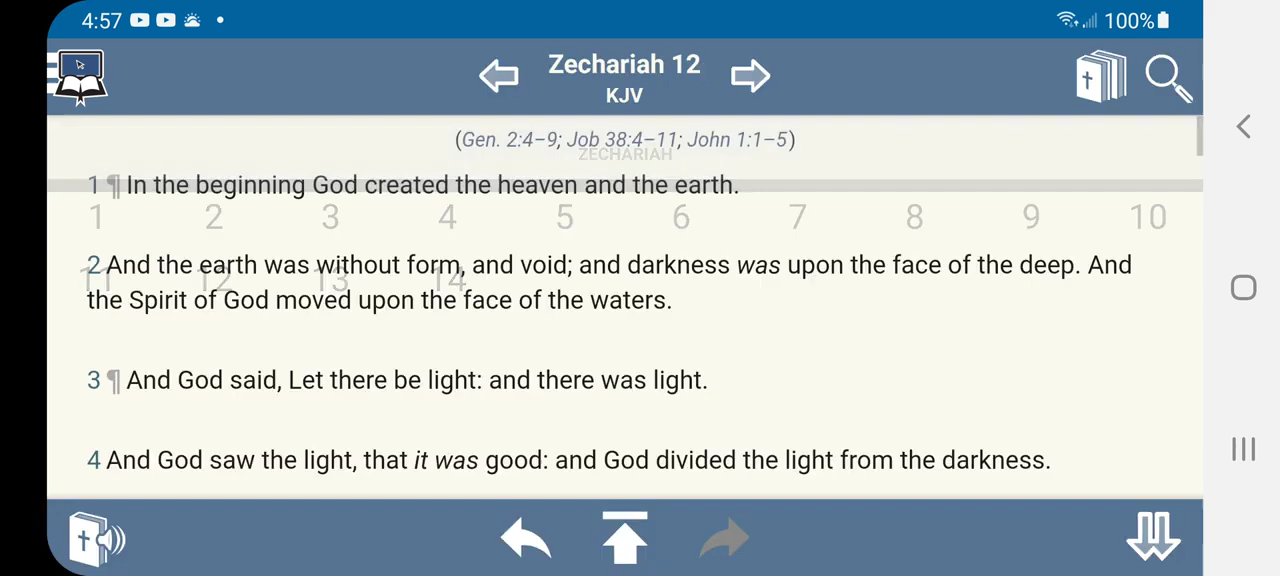 4:57 100%
Zechariah 12
KJV
(Gen. 2:4–9; Job 38:4–11; John 1:1–5)
ZECHARIAH
1 ¶ In the beginning God created the heaven and the earth.
1 2 3 4 5 6 7 8 9 10
2 And the earth was without form, and void; and darkness was upon the face of the deep. And
11 12 13 14
the Spirit of God moved upon the face of the waters.
3 ¶ And God said, Let there be light: and there was light.
4 And God saw the light, that it was good: and God divided the light from the darkness.